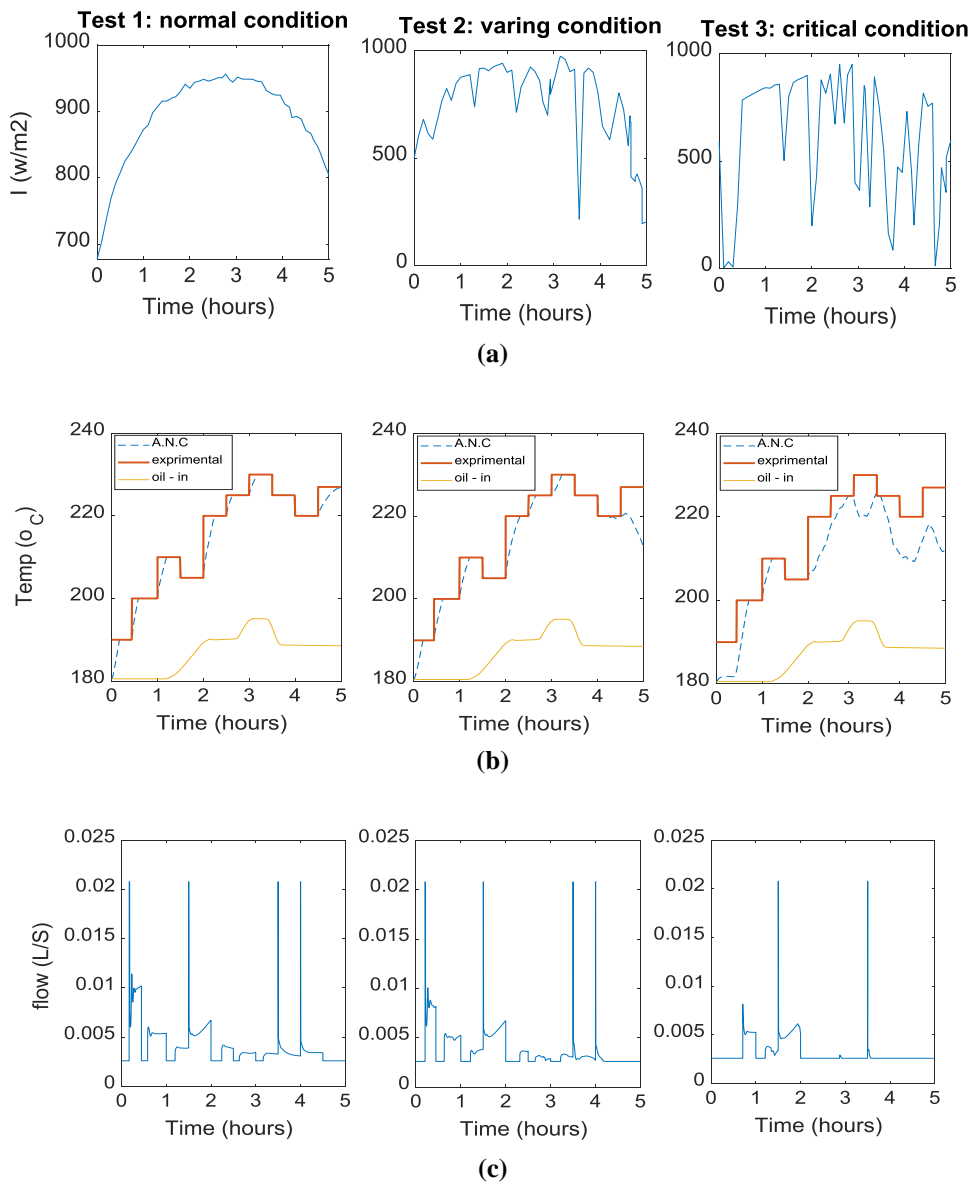 Test 1: normal condition
Test 2: varing condition
Test 3: critical condition
I (w/m2)
1000
900
800
700
0 1 2 3 4 5
Time (hours)
1000
500
0
0 1 2 3 4 5
Time (hours)
1000
500
0
0 1 2 3 4 5
Time (hours)
(a)
Temp (o_C)
240
220
200
180
A.N.C
exprimental
oil - in
0 1 2 3 4 5
Time (hours)
240
220
200
180
A.N.C
exprimental
oil - in
0 1 2 3 4 5
Time (hours)
240
220
200
180
A.N.C
exprimental
oil - in
0 1 2 3 4 5
Time (hours)
(b)
flow (L/S)
0.025
0.02
0.015
0.01
0.005
0
0 1 2 3 4 5
Time (hours)
0.025
0.02
0.015
0.01
0.005
0
0 1 2 3 4 5
Time (hours)
0.025
0.02
0.015
0.01
0.005
0
0 1 2 3 4 5
Time (hours)
(c)